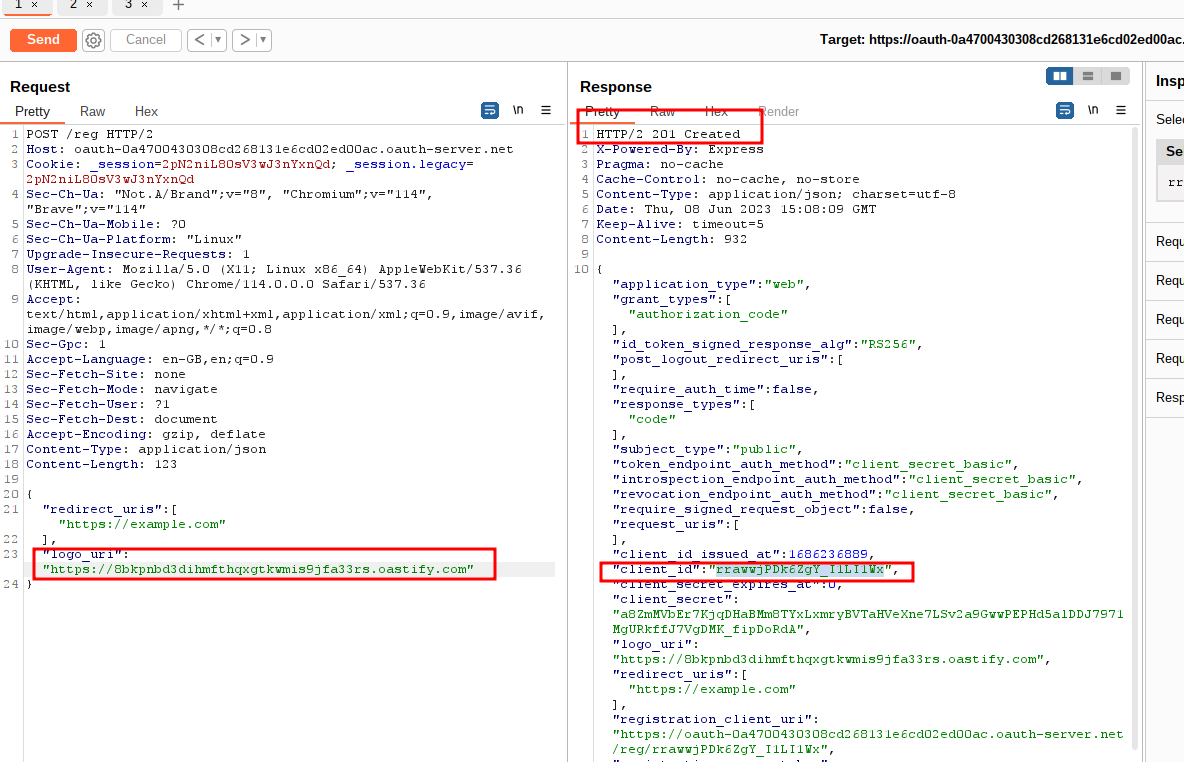 1 × 2 × 3 × +
Send Cancel < ▾ > ▾ Target: https://oauth-0a4700430308cd268131e6cd02ed00ac.
Request
Pretty Raw Hex \n ≡
1 POST /reg HTTP/2
2 Host: oauth-0a4700430308cd268131e6cd02ed00ac.oauth-server.net
3 Cookie: _session=2pN2niL8OsV3wJ3nYxnQd; _session.legacy=
2pN2niL8OsV3wJ3nYxnQd
4 Sec-Ch-Ua: "Not.A/Brand";v="8", "Chromium";v="114",
"Brave";v="114"
5 Sec-Ch-Ua-Mobile: ?0
6 Sec-Ch-Ua-Platform: "Linux"
7 Upgrade-Insecure-Requests: 1
8 User-Agent: Mozilla/5.0 (X11; Linux x86_64) AppleWebKit/537.36
(KHTML, like Gecko) Chrome/114.0.0.0 Safari/537.36
9 Accept:
text/html,application/xhtml+xml,application/xml;q=0.9,image/avif,
image/webp,image/apng,*/*;q=0.8
10 Sec-Gpc: 1
11 Accept-Language: en-GB,en;q=0.9
12 Sec-Fetch-Site: none
13 Sec-Fetch-Mode: navigate
14 Sec-Fetch-User: ?1
15 Sec-Fetch-Dest: document
16 Accept-Encoding: gzip, deflate
17 Content-Type: application/json
18 Content-Length: 123
19
20 {
21 "redirect_uris":[
"https://example.com"
22 ],
23 "logo_uri":
"https://8bkpnbd3dihmfthqxgtkwmis9jfa33rs.oastify.com"
24 }
Response
Pretty Raw Hex Render \n ≡
1 HTTP/2 201 Created
2 X-Powered-By: Express
3 Pragma: no-cache
4 Cache-Control: no-cache, no-store
5 Content-Type: application/json; charset=utf-8
6 Date: Thu, 08 Jun 2023 15:08:09 GMT
7 Keep-Alive: timeout=5
8 Content-Length: 932
9
10 {
"application_type":"web",
"grant_types":[
"authorization_code"
],
"id_token_signed_response_alg":"RS256",
"post_logout_redirect_uris":[
],
"require_auth_time":false,
"response_types":[
"code"
],
"subject_type":"public",
"token_endpoint_auth_method":"client_secret_basic",
"introspection_endpoint_auth_method":"client_secret_basic",
"revocation_endpoint_auth_method":"client_secret_basic",
"require_signed_request_object":false,
"request_uris":[
],
"client_id_issued_at":1686236889,
"client_id":"rrawwjPDk6ZgY_I1LI1Wx",
"client_secret_expires_at":0,
"client_secret":
"a8ZmMVbEr7KjqDHaBMm8TYxLxmryBVTaHVeXne7LSv2a9GwwPEPHd5alDDJ7971
MgURkffJ7VgDMK_fipDoRdA",
"logo_uri":
"https://8bkpnbd3dihmfthqxgtkwmis9jfa33rs.oastify.com",
"redirect_uris":[
"https://example.com"
],
"registration_client_uri":
"https://oauth-0a4700430308cd268131e6cd02ed00ac.oauth-server.net
/reg/rrawwjPDk6ZgY_I1LI1Wx",
Insp
Selec
Se
rr
Requ
Requ
Requ
Requ
Resp